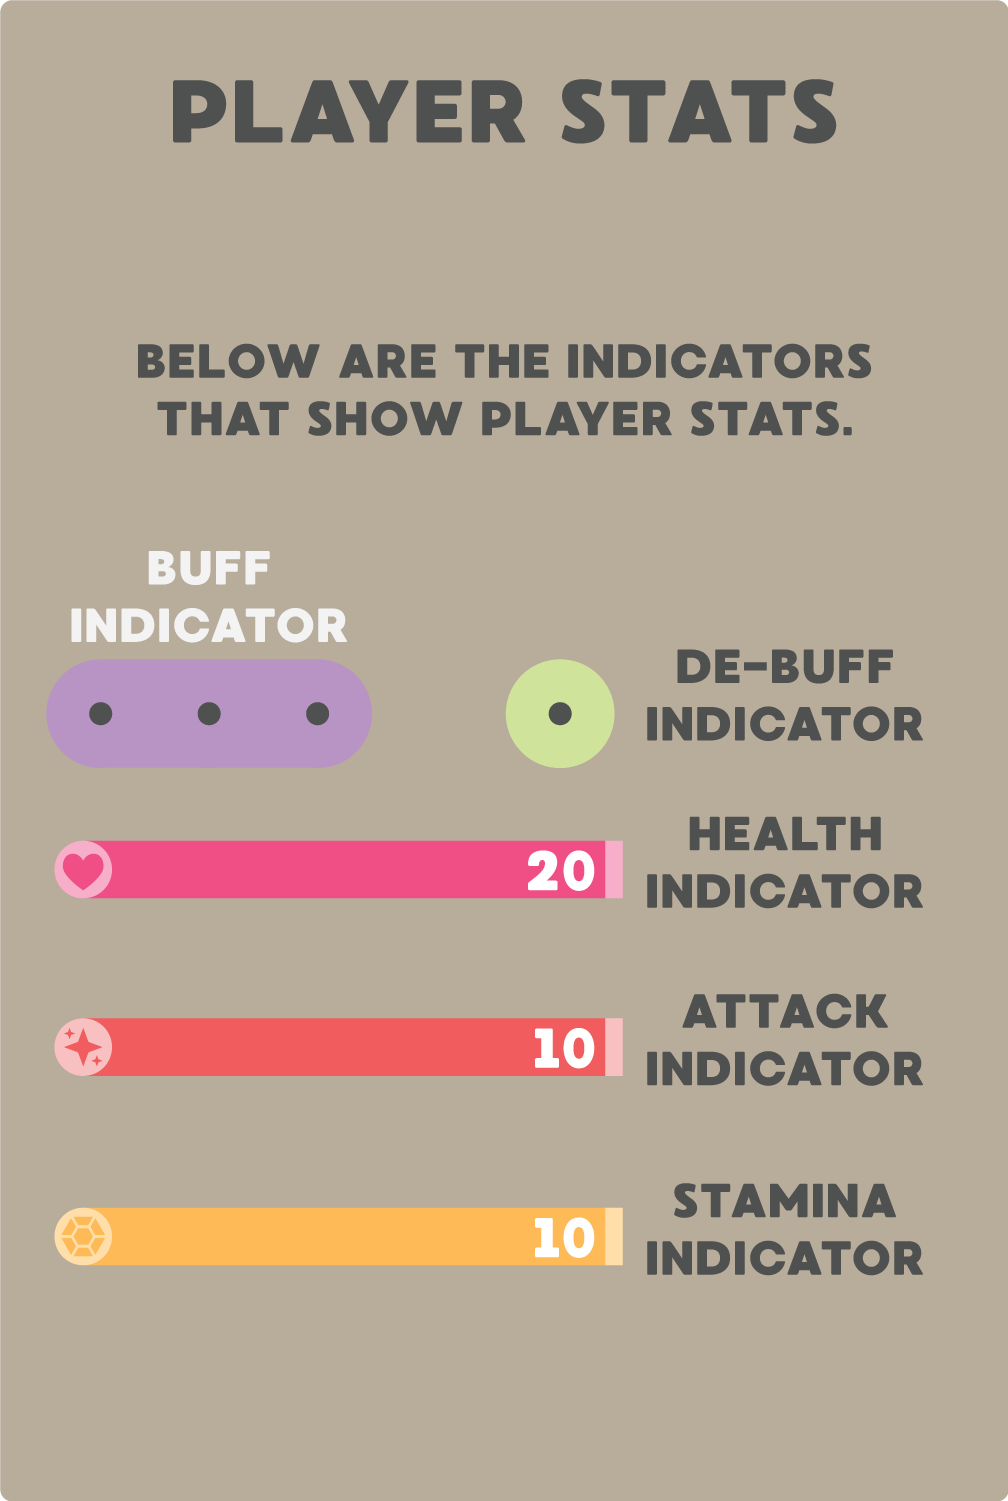 PLAYER STATS
BELOW ARE THE INDICATORS
THAT SHOW PLAYER STATS.
BUFF
INDICATOR
DE-BUFF
INDICATOR
20
HEALTH
INDICATOR
10
ATTACK
INDICATOR
10
STAMINA
INDICATOR